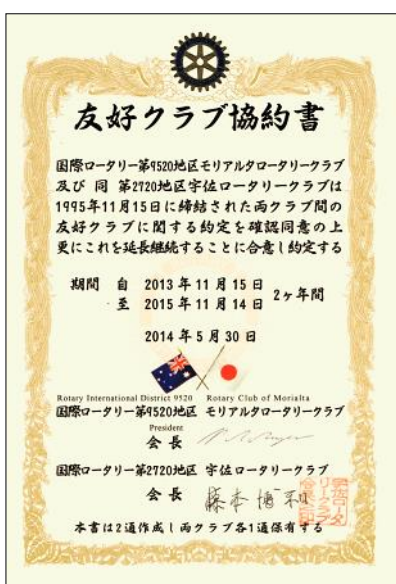 友好クラブ協約書
国際ロータリー第9520地区モリアルタロータリークラブ
及び 同 第2720地区宇佐ロータリークラブは
1995年11月15日に締結された両クラブ間の
友好クラブに関する約定を確認同意の上
更にこれを延長継続することに合意し約定する
期間 自 2013年11月15日
至 2015年11月14日 2ヶ年間
2014年5月30日
Rotary International District 9520 Rotary Club of Morialta
国際ロータリー第9520地区 モリアルタロータリークラブ
President
会長
国際ロータリー第2720地区 宇佐ロータリークラブ
会長 藤本博和
本書は2通作成し両クラブ各1通保有する